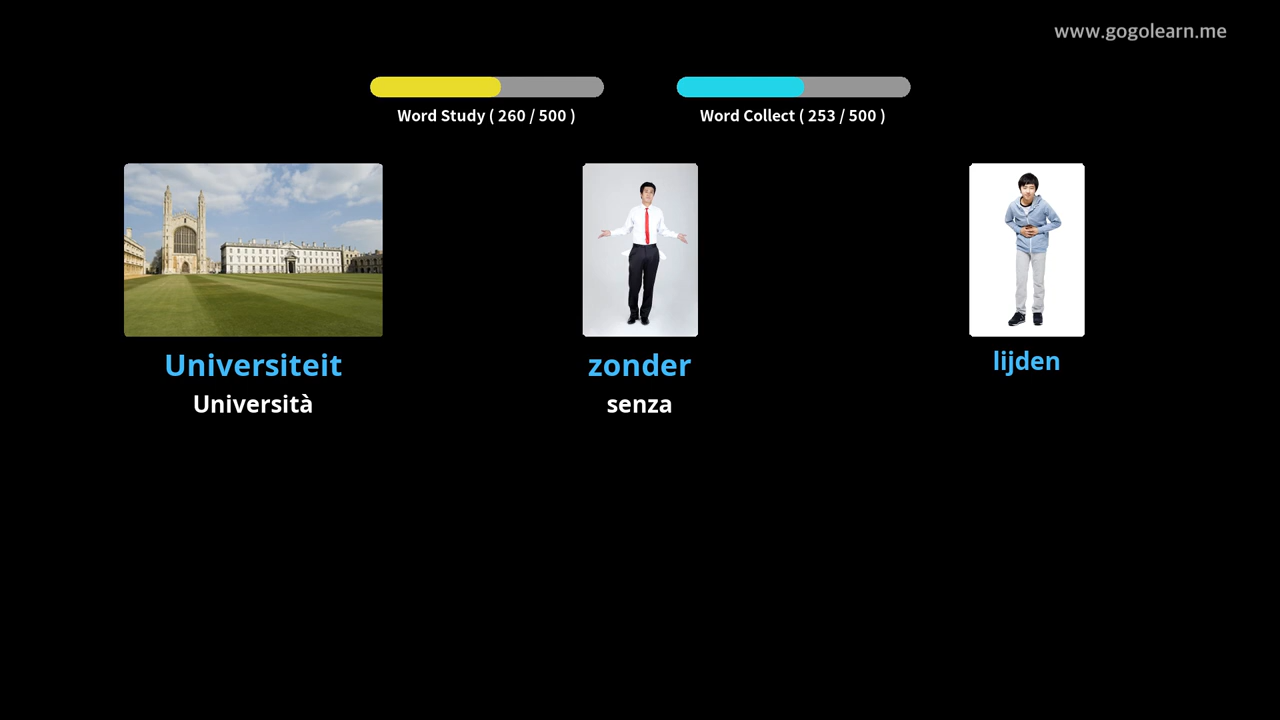 www.gogolearn.me
Word Study ( 260 / 500 )
Word Collect ( 253 / 500 )
Universiteit
zonder
lijden
Università
senza